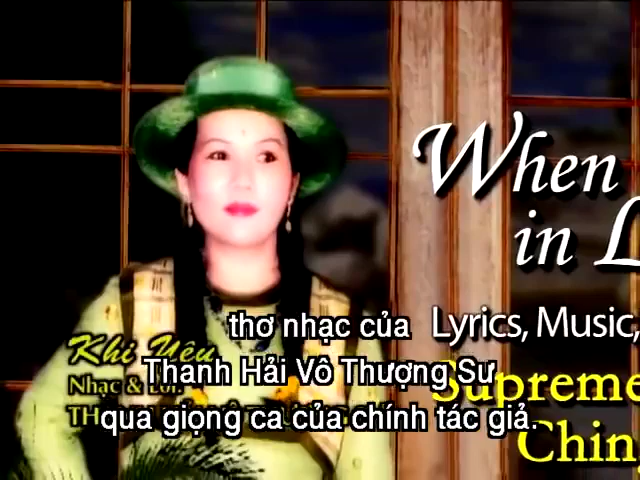 When
in L
Lyrics, Music,
Supreme
Ching
Khi Yêu
Nhạc & Lời:
thơ nhạc của
Thanh Hải Vô Thượng Sư
qua giọng ca của chính tác giả.